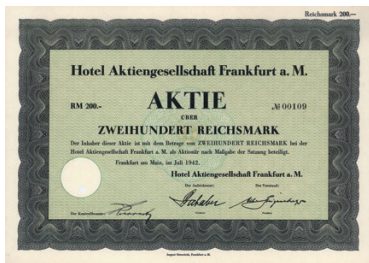 Reichsmark 200.—
Hotel Aktiengesellschaft Frankfurt a. M.
RM 200.- AKTIE № 00109
ÜBER
ZWEIHUNDERT REICHSMARK
Der Inhaber dieser Aktie ist mit dem Betrage von ZWEIHUNDERT REICHSMARK bei der
Hotel Aktiengesellschaft Frankfurt a. M. als Aktionär nach Maßgabe der Satzung beteiligt.
Frankfurt am Main, im Juli 1942.
Hotel Aktiengesellschaft Frankfurt a. M.
Der Aufsichtsrat: Der Vorstand:
Der Kontrollbeamte: